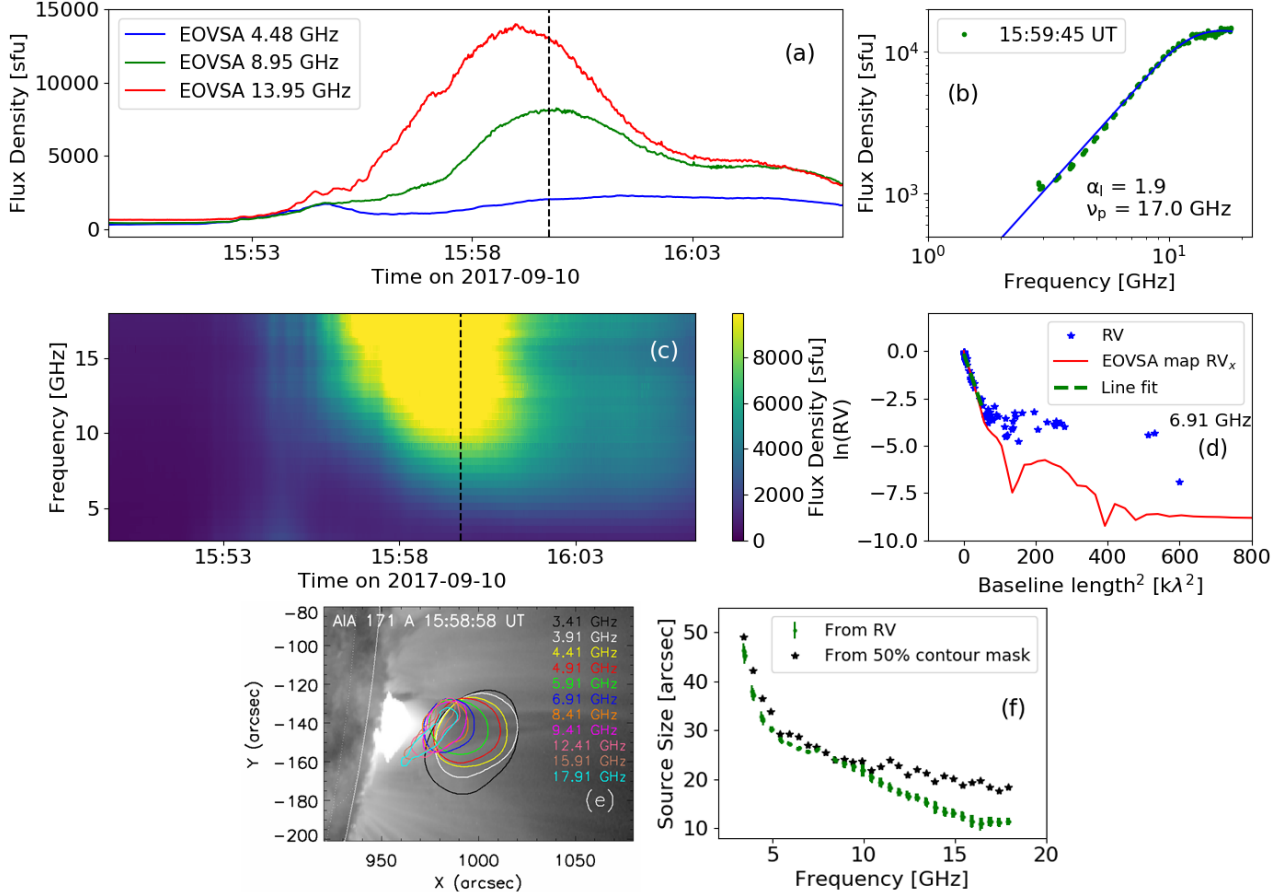 15000
10000
5000
0
Flux Density [sfu]
EOVSA 4.48 GHz
EOVSA 8.95 GHz
EOVSA 13.95 GHz
(a)
15:53
15:58
16:03
Time on 2017-09-10
10⁴
10³
Flux Density [sfu]
15:59:45 UT
(b)
αₗ = 1.9
νₚ = 17.0 GHz
10⁰
10¹
Frequency [GHz]
15
10
5
Frequency [GHz]
(c)
15:53
15:58
16:03
Time on 2017-09-10
8000
6000
4000
2000
0
Flux Density [sfu]
0.0
−2.5
−5.0
−7.5
−10.0
ln(RV)
RV
EOVSA map RVₓ
Line fit
6.91 GHz
(d)
0
200
400
600
800
Baseline length² [kλ²]
−80
−100
−120
−140
−160
−180
−200
Y (arcsec)
AIA 171 A 15:58:58 UT
3.41 GHz
3.91 GHz
4.41 GHz
4.91 GHz
5.91 GHz
6.91 GHz
8.41 GHz
9.41 GHz
12.41 GHz
15.91 GHz
17.91 GHz
(e)
950
1000
1050
X (arcsec)
50
40
30
20
10
Source Size [arcsec]
From RV
From 50% contour mask
(f)
5
10
15
20
Frequency [GHz]